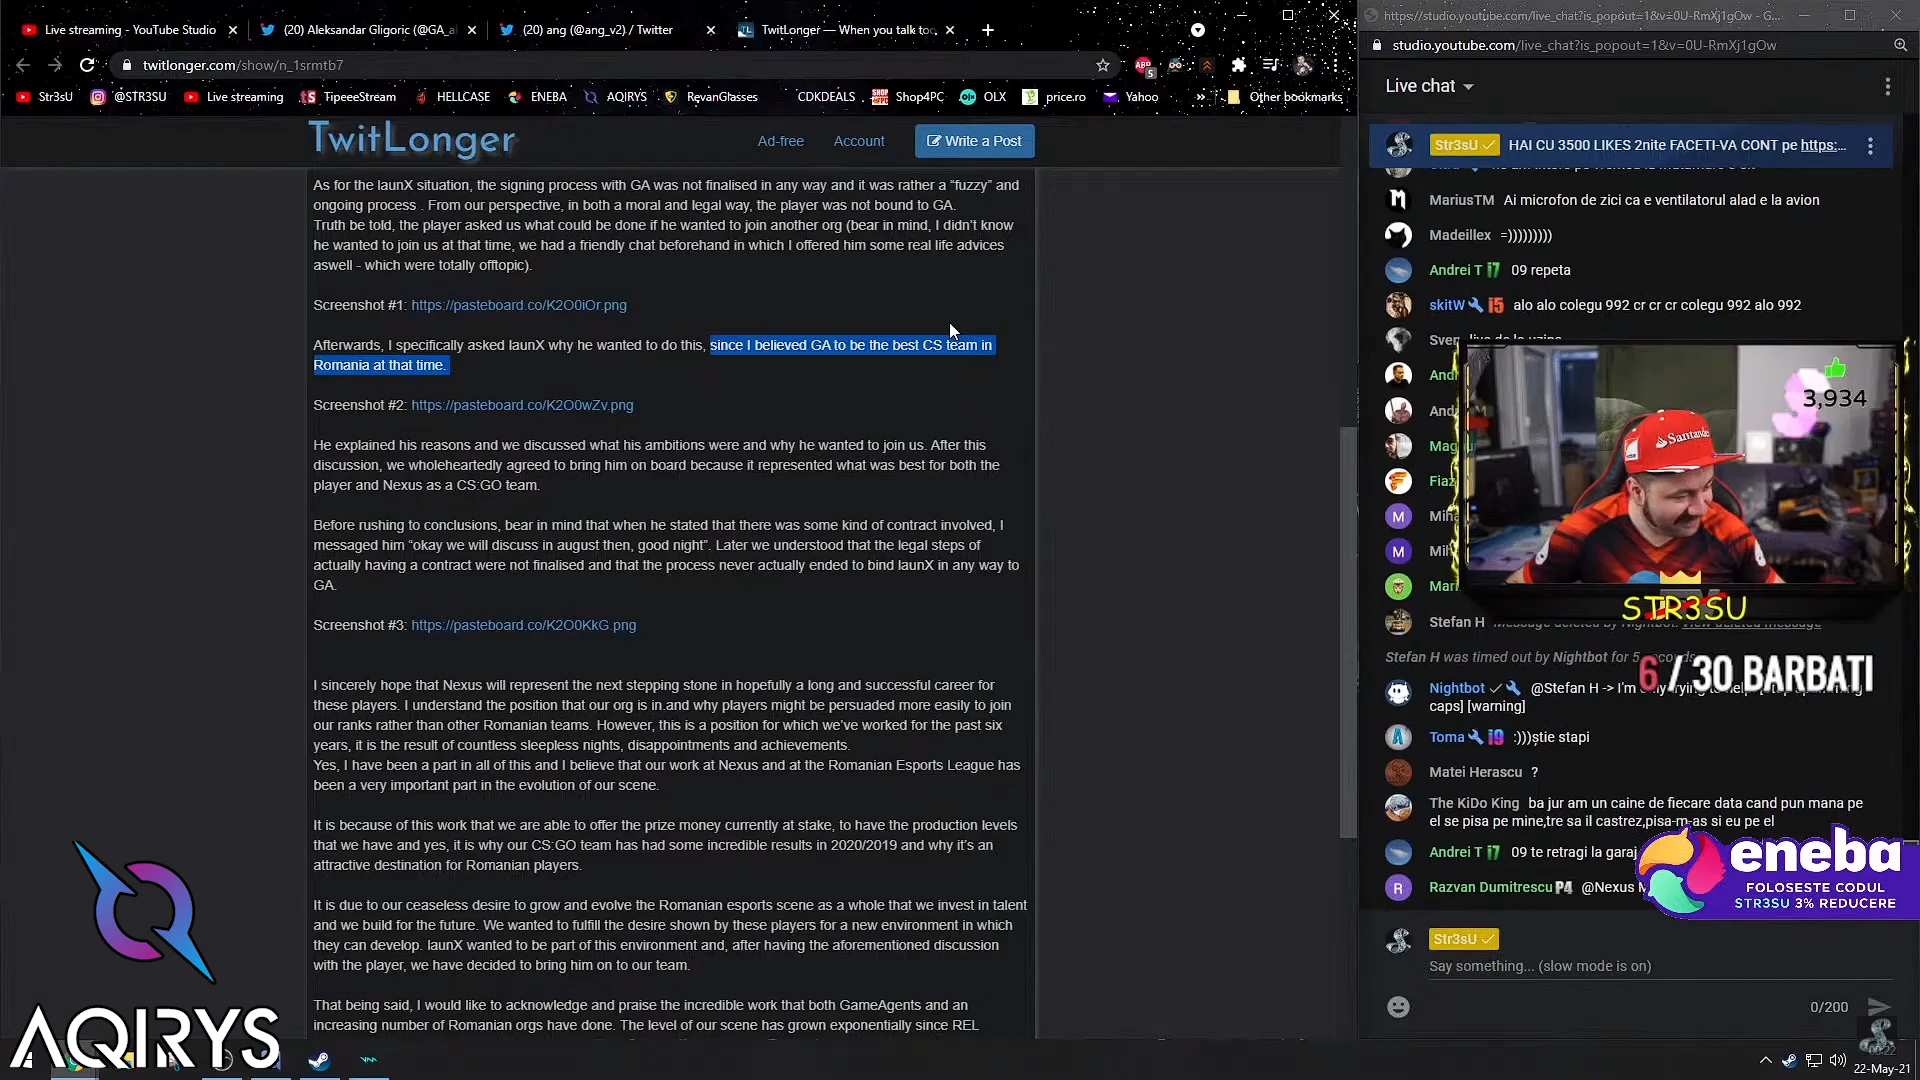 Live streaming - YouTube Studio
(20) Aleksandar Gligoric (@GA_al
(20) ang (@ang_v2) / Twitter
TwitLonger — When you talk too
twitlonger.com/show/n_1srmtb7
Str3sU
@STR3SU
Live streaming
TipeeeStream
HELLCASE
ENEBA
AQIRYS
RevanGlasses
CDKDEALS
Shop4PC
OLX
price.ro
Yahoo
Other bookmarks
TwitLonger
Ad-free
Account
Write a Post
As for the launX situation, the signing process with GA was not finalised in any way and it was rather a “fuzzy” and
ongoing process . From our perspective, in both a moral and legal way, the player was not bound to GA.
Truth be told, the player asked us what could be done if he wanted to join another org (bear in mind, I didn’t know
he wanted to join us at that time, we had a friendly chat beforehand in which I offered him some real life advices
aswell - which were totally offtopic).
Screenshot #1: https://pasteboard.co/K2O0iOr.png
Afterwards, I specifically asked launX why he wanted to do this, since I believed GA to be the best CS team in
Romania at that time.
Screenshot #2: https://pasteboard.co/K2O0wZv.png
He explained his reasons and we discussed what his ambitions were and why he wanted to join us. After this
discussion, we wholeheartedly agreed to bring him on board because it represented what was best for both the
player and Nexus as a CS:GO team.
Before rushing to conclusions, bear in mind that when he stated that there was some kind of contract involved, I
messaged him “okay we will discuss in august then, good night”. Later we understood that the legal steps of
actually having a contract were not finalised and that the process never actually ended to bind launX in any way to
GA.
Screenshot #3: https://pasteboard.co/K2O0KkG.png
I sincerely hope that Nexus will represent the next stepping stone in hopefully a long and successful career for
these players. I understand the position that our org is in.and why players might be persuaded more easily to join
our ranks rather than other Romanian teams. However, this is a position for which we’ve worked for the past six
years, it is the result of countless sleepless nights, disappointments and achievements.
Yes, I have been a part in all of this and I believe that our work at Nexus and at the Romanian Esports League has
been a very important part in the evolution of our scene.
It is because of this work that we are able to offer the prize money currently at stake, to have the production levels
that we have and yes, it is why our CS:GO team has had some incredible results in 2020/2019 and why it’s an
attractive destination for Romanian players.
It is due to our ceaseless desire to grow and evolve the Romanian esports scene as a whole that we invest in talent
and we build for the future. We wanted to fulfill the desire shown by these players for a new environment in which
they can develop. launX wanted to be part of this environment and, after having the aforementioned discussion
with the player, we have decided to bring him on to our team.
That being said, I would like to acknowledge and praise the incredible work that both GameAgents and an
increasing number of Romanian orgs have done. The level of our scene has grown exponentially since REL
AQIRYS
https://studio.youtube.com/live_chat?is_popout=1&v=0U-RmXj1gOw - G...
studio.youtube.com/live_chat?is_popout=1&v=0U-RmXj1gOw
Live chat
Str3sU HAI CU 3500 LIKES 2nite FACETI-VA CONT pe https:...
MariusTM Ai microfon de zici ca e ventilatorul alad e la avion
Madeillex =)))))))))
Andrei T i7 09 repeta
skitW i5 alo alo colegu 992 cr cr cr colegu 992 alo 992
Sven
And
And
Mag
Fiaz
Miha
Mih
Mari
Santander
3,934
STR3SU
Stefan H Message deleted by Nightbot. View deleted message
Stefan H was timed out by Nightbot for 5 seconds
6 / 30 BARBATI
Nightbot @Stefan H -> I'm
caps] [warning]
Toma i9 :)))știe stapi
Matei Herascu ?
The KiDo King ba jur am un caine de fiecare data cand pun mana pe
el se pisa pe mine,tre sa il castrez,pisa-m-as si eu pe el
Andrei T i7 09 te retragi la garaj
Razvan Dumitrescu P4 @Nexus
eneba
FOLOSESTE CODUL
STR3SU 3% REDUCERE
Str3sU
Say something... (slow mode is on)
0/200
00:22
22-May-21